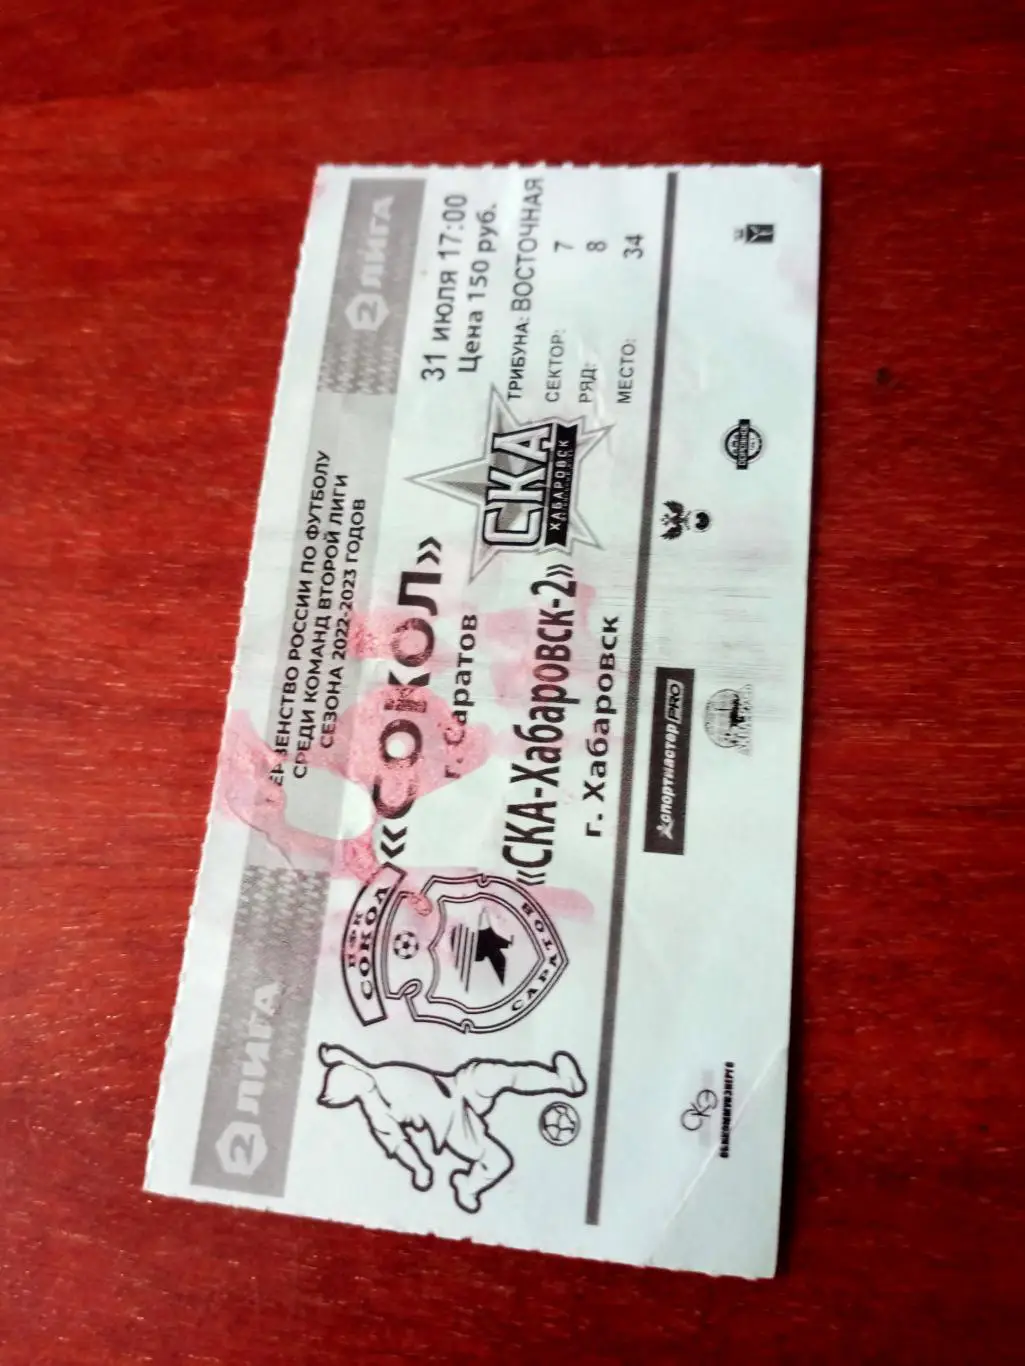 2 ЛИГА
2 ЛИГА
ЕРВЕНСТВО РОССИИ ПО ФУТБОЛУ
СРЕДИ КОМАНД ВТОРОЙ ЛИГИ
СЕЗОНА 2022-2023 ГОДОВ
«СОКОЛ»
г. Саратов
31 ИЮЛЯ 17:00
Цена 150 руб.
ПФК
СОКОЛ
САРАТОВ
СКА
ХАБАРОВСК
«СКА-Хабаровск-2»
г. Хабаровск
ТРИБУНА: ВОСТОЧНАЯ
СЕКТОР: 7
РЯД: 8
МЕСТО: 34
спортмастер PRO
ОБЛКОММУНЭНЕРГО